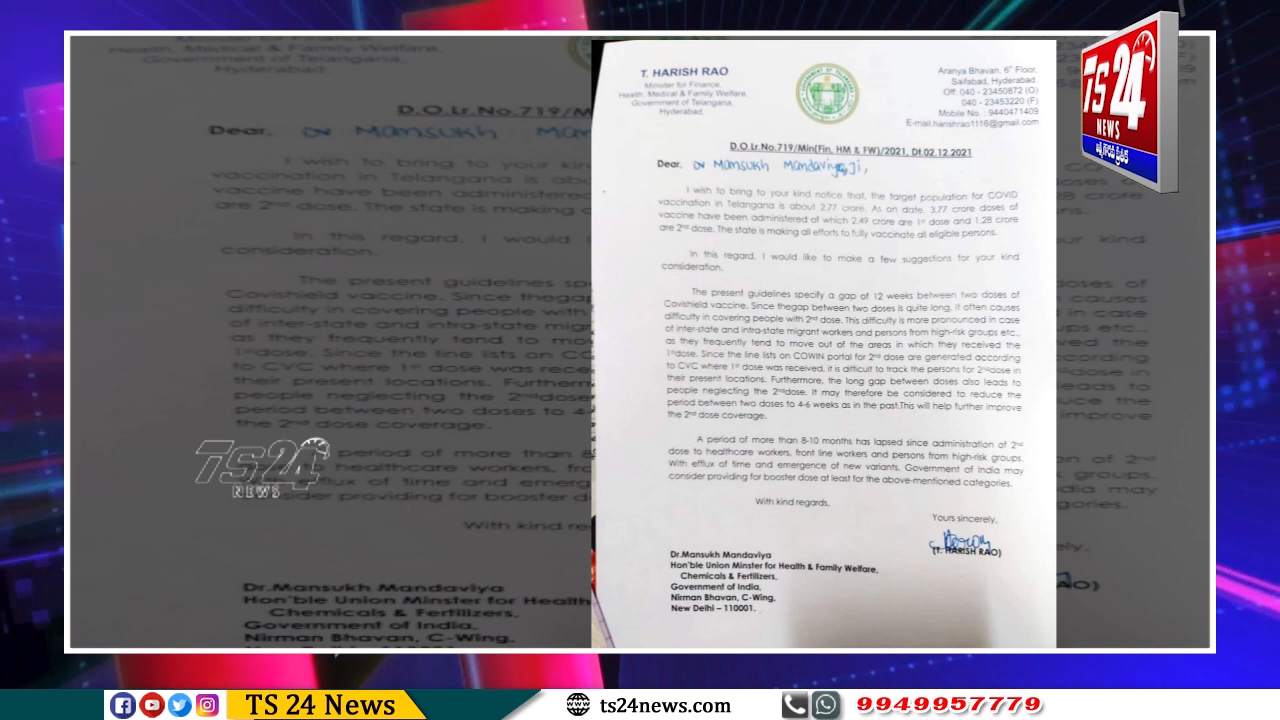 T. HARISH RAO
Minister for Finance,
Health, Medical & Family Welfare,
Government of Telangana,
Hyderabad.
Aranya Bhavan, 6th Floor,
Saifabad, Hyderabad.
Off: 040 - 23450872 (O)
040 - 23453220 (F)
Mobile No. : 9440471409
E-mail.harishrao1116@gmail.com
D.O.Lr.No.719/Min(Fin, HM & FW)/2021, Dt.02.12.2021
Dear. Dr Mansukh Mandaviya Ji,
I wish to bring to your kind notice that, the target population for COVID
vaccination in Telangana is about 2.77 crore. As on date, 3.77 crore doses of
vaccine have been administered of which 2.49 crore are 1st dose and 1.28 crore
are 2nd dose. The state is making all efforts to fully vaccinate all eligible persons.
In this regard, I would like to make a few suggestions for your kind
consideration.
The present guidelines specify a gap of 12 weeks between two doses of
Covishield vaccine. Since thegap between two doses is quite long, it often causes
difficulty in covering people with 2nd dose. This difficulty is more pronounced in case
of inter-state and intra-state migrant workers and persons from high-risk groups etc.,
as they frequently tend to move out of the areas in which they received the
1stdose. Since the line lists on COWIN portal for 2nd dose are generated according
to CVC where 1st dose was received, it is difficult to track the persons for 2nddose in
their present locations. Furthermore, the long gap between doses also leads to
people neglecting the 2nddose. It may therefore be considered to reduce the
period between two doses to 4-6 weeks as in the past.This will help further improve
the 2nd dose coverage.
A period of more than 8-10 months has lapsed since administration of 2nd
dose to healthcare workers, front line workers and persons from high-risk groups.
With efflux of time and emergence of new variants, Government of India may
consider providing for booster dose at least for the above-mentioned categories.
With kind regards,
Yours sincerely,
(T. HARISH RAO)
Dr.Mansukh Mandaviya
Hon'ble Union Minster for Health & Family Welfare,
Chemicals & Fertilizers,
Government of India,
Nirman Bhavan, C-Wing,
New Delhi – 110001.
TS 24
NEWS
TS 24
NEWS
TS 24 News
ts24news.com
9949957779